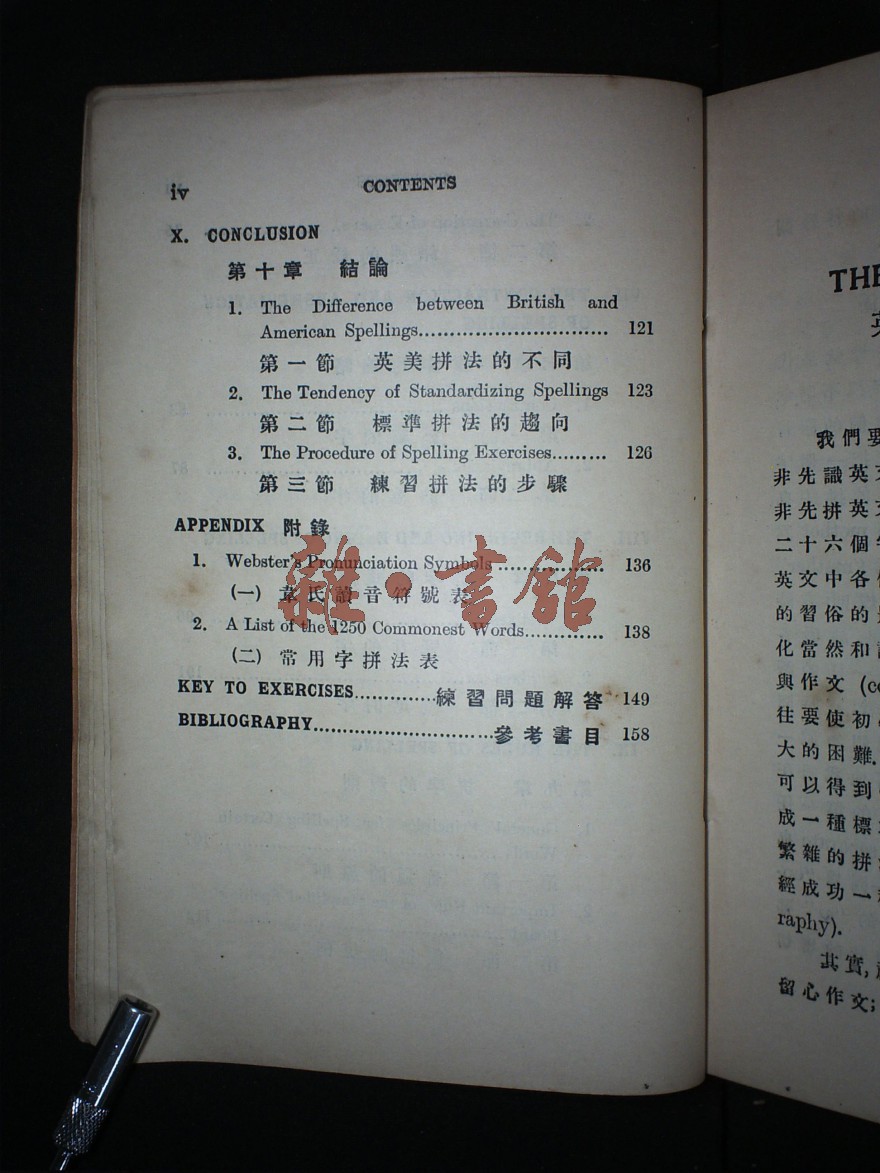 iv CONTENTS
X. CONCLUSION
第十章 結論
1. The Difference between British and
American Spellings.............................. 121
第一節 英美拼法的不同
2. The Tendency of Standardizing Spellings 123
第二節 標準拼法的趨向
3. The Procedure of Spelling Exercises......... 126
第三節 練習拼法的步驟
APPENDIX 附錄
1. Webster's Pronunciation Symbols ................. 136
(一) 韋氏讀音符號表
2. A List of the 1250 Commonest Words............. 138
(二) 常用字拼法表
KEY TO EXERCISES.............練習問題解答 149
BIBLIOGRAPHY.............................參考書目 158
雜·書館
THE
英
我們要
非先識英文
非先拼英文
二十六個字
英文中各
的習俗的
化當然和
與作文 (co
往要使初
大的困難.
可以得到
成一種標
繁雜的拼
經成功一
raphy).
其實,
留心作文;